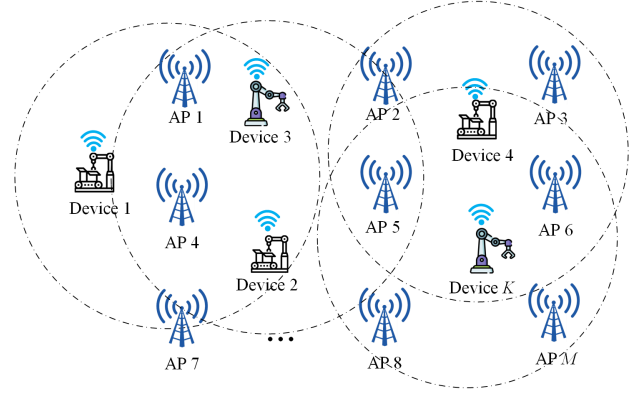 AP 1
Device 3
AP 2
Device 4
AP 3
Device 1
AP 4
Device 2
AP 5
AP 6
Device K
AP 7
...
AP 8
AP M